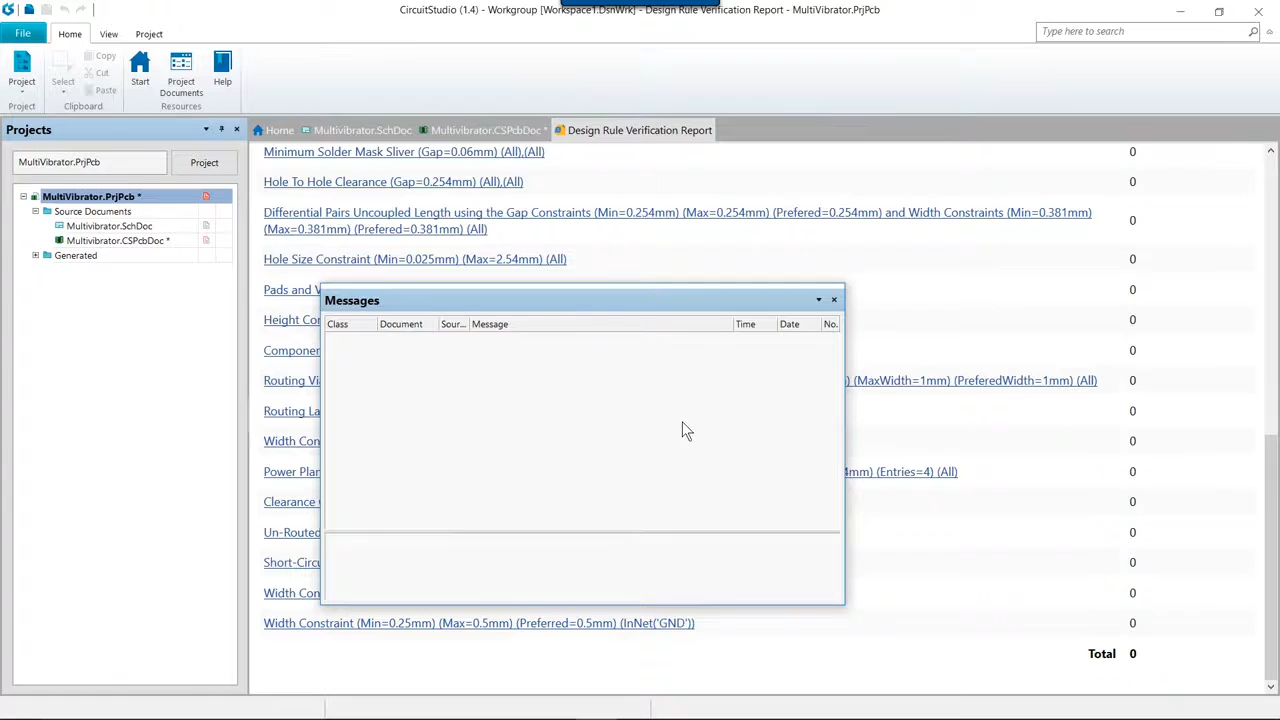 CircuitStudio (1.4) - Workgroup [Workspace1.DsnWrk] - Design Rule Verification Report - MultiVibrator.PrjPcb
File
Home
View
Project
Type here to search
Project
Select
Copy
Cut
Paste
Start
Project Documents
Help
Project
Clipboard
Resources
Projects
MultiVibrator.PrjPcb
Project
MultiVibrator.PrjPcb *
Source Documents
Multivibrator.SchDoc
Multivibrator.CSPcbDoc *
Generated
Home
Multivibrator.SchDoc
Multivibrator.CSPcbDoc *
Design Rule Verification Report
Minimum Solder Mask Sliver (Gap=0.06mm) (All),(All) 0
Hole To Hole Clearance (Gap=0.254mm) (All),(All) 0
Differential Pairs Uncoupled Length using the Gap Constraints (Min=0.254mm) (Max=0.254mm) (Prefered=0.254mm) and Width Constraints (Min=0.381mm)
(Max=0.381mm) (Prefered=0.381mm) (All) 0
Hole Size Constraint (Min=0.025mm) (Max=2.54mm) (All) 0
Pads and V 0
Height Con 0
Componen 0
Routing Via ) (MaxWidth=1mm) (PreferedWidth=1mm) (All) 0
Routing La 0
Width Con 0
Power Plan 4mm) (Entries=4) (All) 0
Clearance 0
Un-Routed 0
Short-Circu 0
Width Con 0
Width Constraint (Min=0.25mm) (Max=0.5mm) (Preferred=0.5mm) (InNet('GND')) 0
Total 0
Messages
Class Document Sour... Message Time Date No.